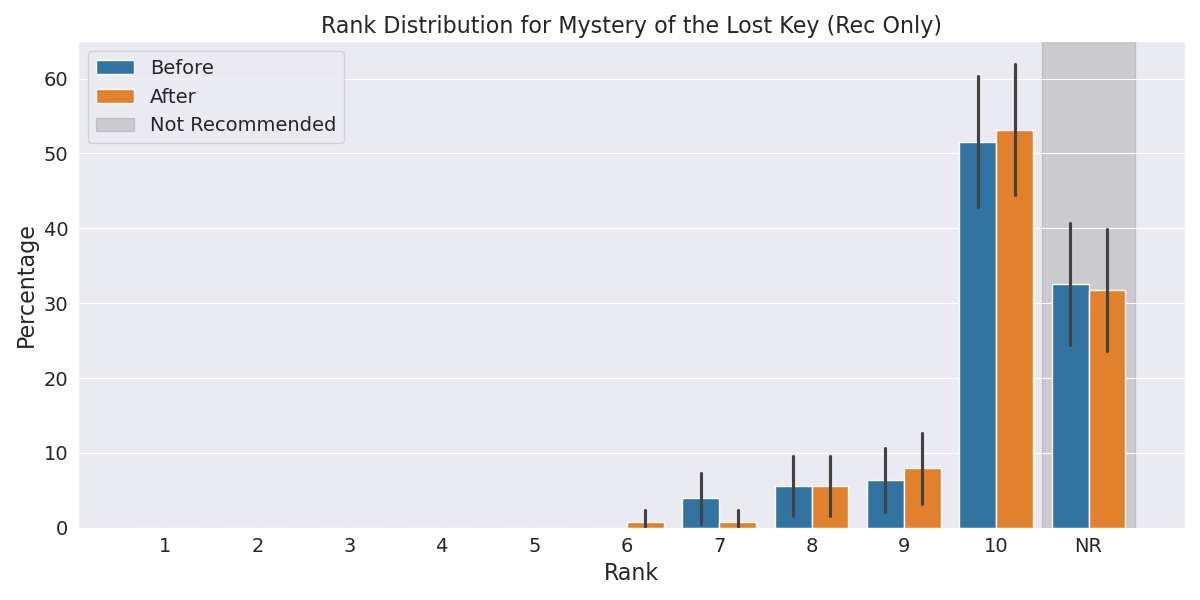 Rank Distribution for Mystery of the Lost Key (Rec Only)
Before
After
Not Recommended
Percentage
60
50
40
30
20
10
0
1 2 3 4 5 6 7 8 9 10 NR
Rank